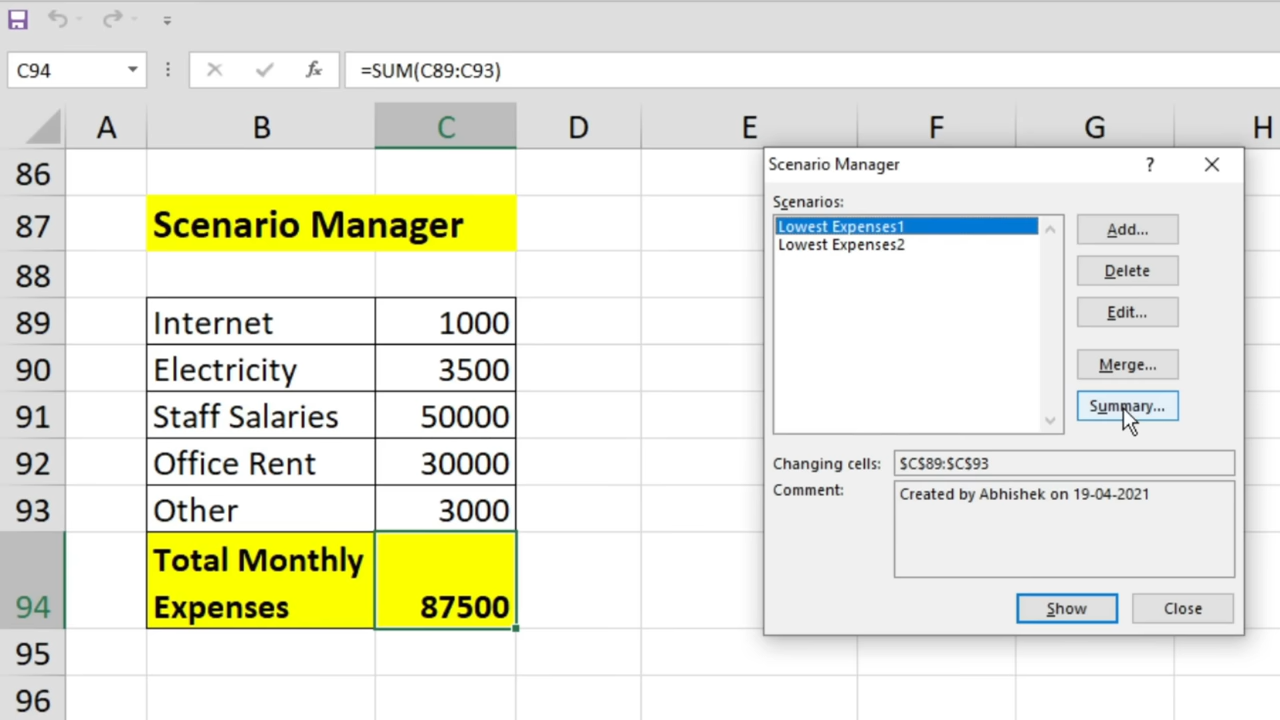 C94
fx
=SUM(C89:C93)
A B C D E F G H
86
87 Scenario Manager
88
89 Internet 1000
90 Electricity 3500
91 Staff Salaries 50000
92 Office Rent 30000
93 Other 3000
Total Monthly
94 Expenses 87500
95
96
Scenario Manager ?
Scenarios:
Lowest Expenses1
Lowest Expenses2
Add...
Delete
Edit...
Merge...
Summary...
Changing cells: $C$89:$C$93
Comment: Created by Abhishek on 19-04-2021
Show Close